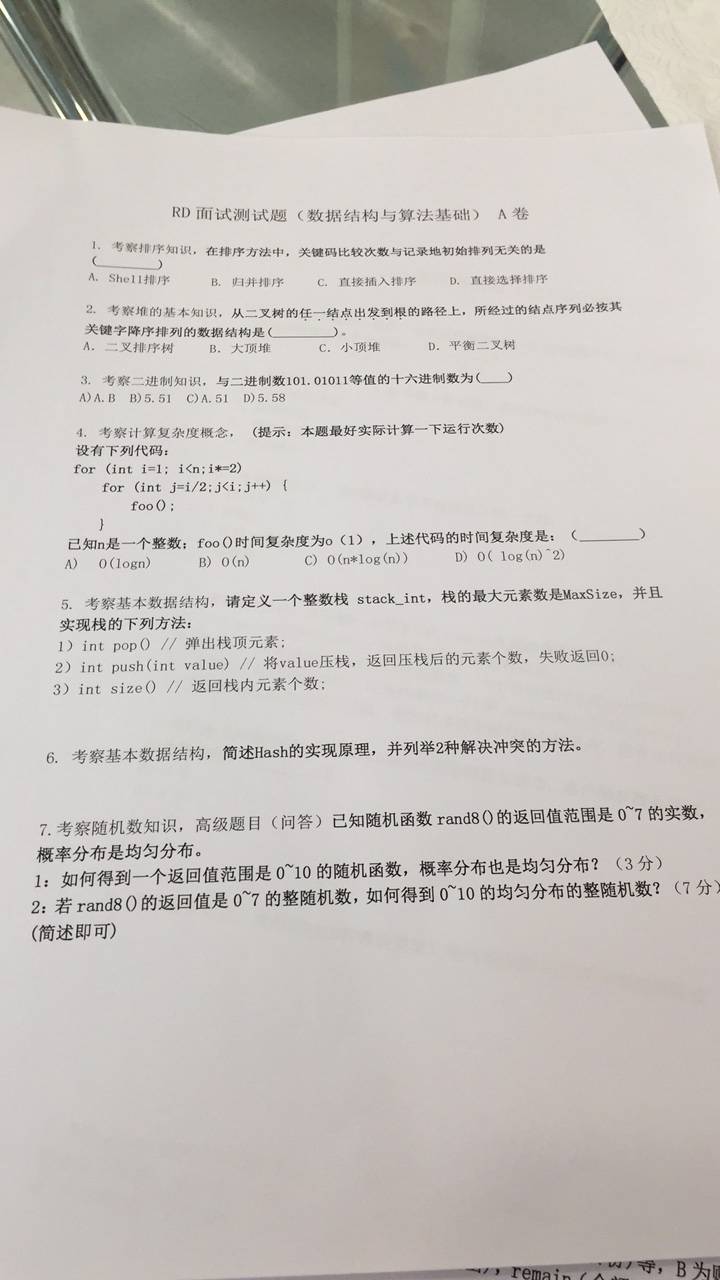 RD 面试测试题（数据结构与算法基础） A 卷
1. 考察排序知识，在排序方法中，关键码比较次数与记录地初始排列无关的是
(________)
A. Shell排序 B. 归并排序 C. 直接插入排序 D. 直接选择排序
2. 考察堆的基本知识，从二叉树的任一结点出发到根的路径上，所经过的结点序列必按其
关键字降序排列的数据结构是(________)。
A. 二叉排序树 B. 大顶堆 C. 小顶堆 D. 平衡二叉树
3. 考察二进制知识，与二进制数101.01011等值的十六进制数为(____)
A)A.B B)5.51 C)A.51 D)5.58
4. 考察计算复杂度概念， (提示：本题最好实际计算一下运行次数)
设有下列代码：
for (int i=1; i<n;i*=2)
for (int j=i/2;j<i;j++) {
foo();
}
已知n是一个整数；foo()时间复杂度为o（1），上述代码的时间复杂度是：（________）
A) O(logn) B) O(n) C) O(n*log(n)) D) O( log(n)^2)
5. 考察基本数据结构，请定义一个整数栈 stack_int，栈的最大元素数是MaxSize，并且
实现栈的下列方法：
1）int pop() // 弹出栈顶元素;
2）int push(int value) // 将value压栈，返回压栈后的元素个数，失败返回0;
3）int size() // 返回栈内元素个数;
6. 考察基本数据结构，简述Hash的实现原理，并列举2种解决冲突的方法。
7.考察随机数知识，高级题目（问答）已知随机函数 rand8()的返回值范围是 0~7 的实数，
概率分布是均匀分布。
1：如何得到一个返回值范围是 0~10 的随机函数，概率分布也是均匀分布？（3 分）
2：若 rand8()的返回值是 0~7 的整随机数，如何得到 0~10 的均匀分布的整随机数？（7 分）
(简述即可)
remain
等，B 为